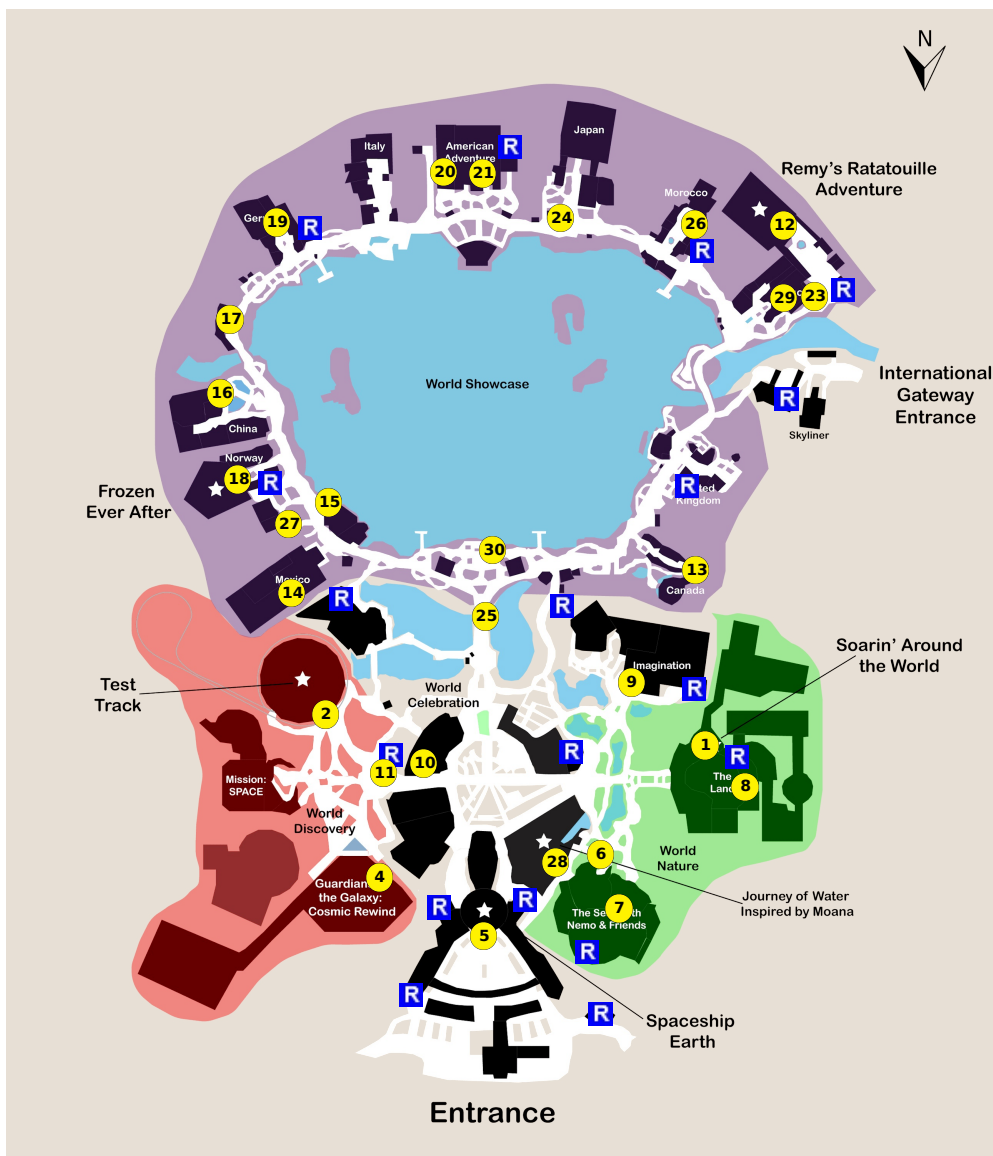 N
Japan
Italy
American
Adventure
R
Remy's Ratatouille
Adventure
20
21
Morocco
24
26
12
19
R
R
R
29
23
17
World Showcase
International
Gateway
Entrance
16
R
China
Skyliner
Norway
18
R
R
Kingdom
Frozen
Ever After
15
27
30
13
Mexico
14
Canada
R
R
25
Soarin' Around
the World
Imagination
9
R
Test
Track
World
Celebration
2
1
R
11
10
R
R
The
Land
8
Mission:
SPACE
World
Discovery
World
Nature
6
28
4
Guardians
the Galaxy:
Cosmic Rewind
Journey of Water
Inspired by Moana
R
R
7
The Seas with
Nemo & Friends
5
R
R
R
Spaceship
Earth
Entrance